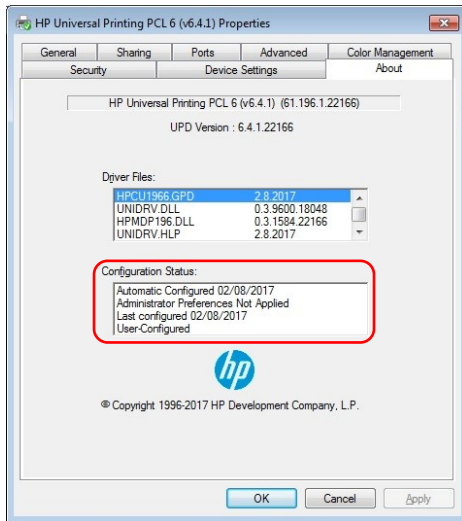 HP Universal Printing PCL 6 (v6.4.1) Properties
General Sharing Ports Advanced Color Management
Security Device Settings About
HP Universal Printing PCL 6 (v6.4.1) (61.196.1.22166)
UPD Version : 6.4.1.22166
Driver Files:
HPCU1966.GPD 2.8.2017
UNIDRV.DLL 0.3.9600.18048
HPMDP196.DLL 0.3.1584.22166
UNIDRV.HLP 2.8.2017
Configuration Status:
Automatic Configured 02/08/2017
Administrator Preferences Not Applied
Last configured 02/08/2017
User-Configured
hp
© Copyright 1996-2017 HP Development Company, L.P.
OK Cancel Apply